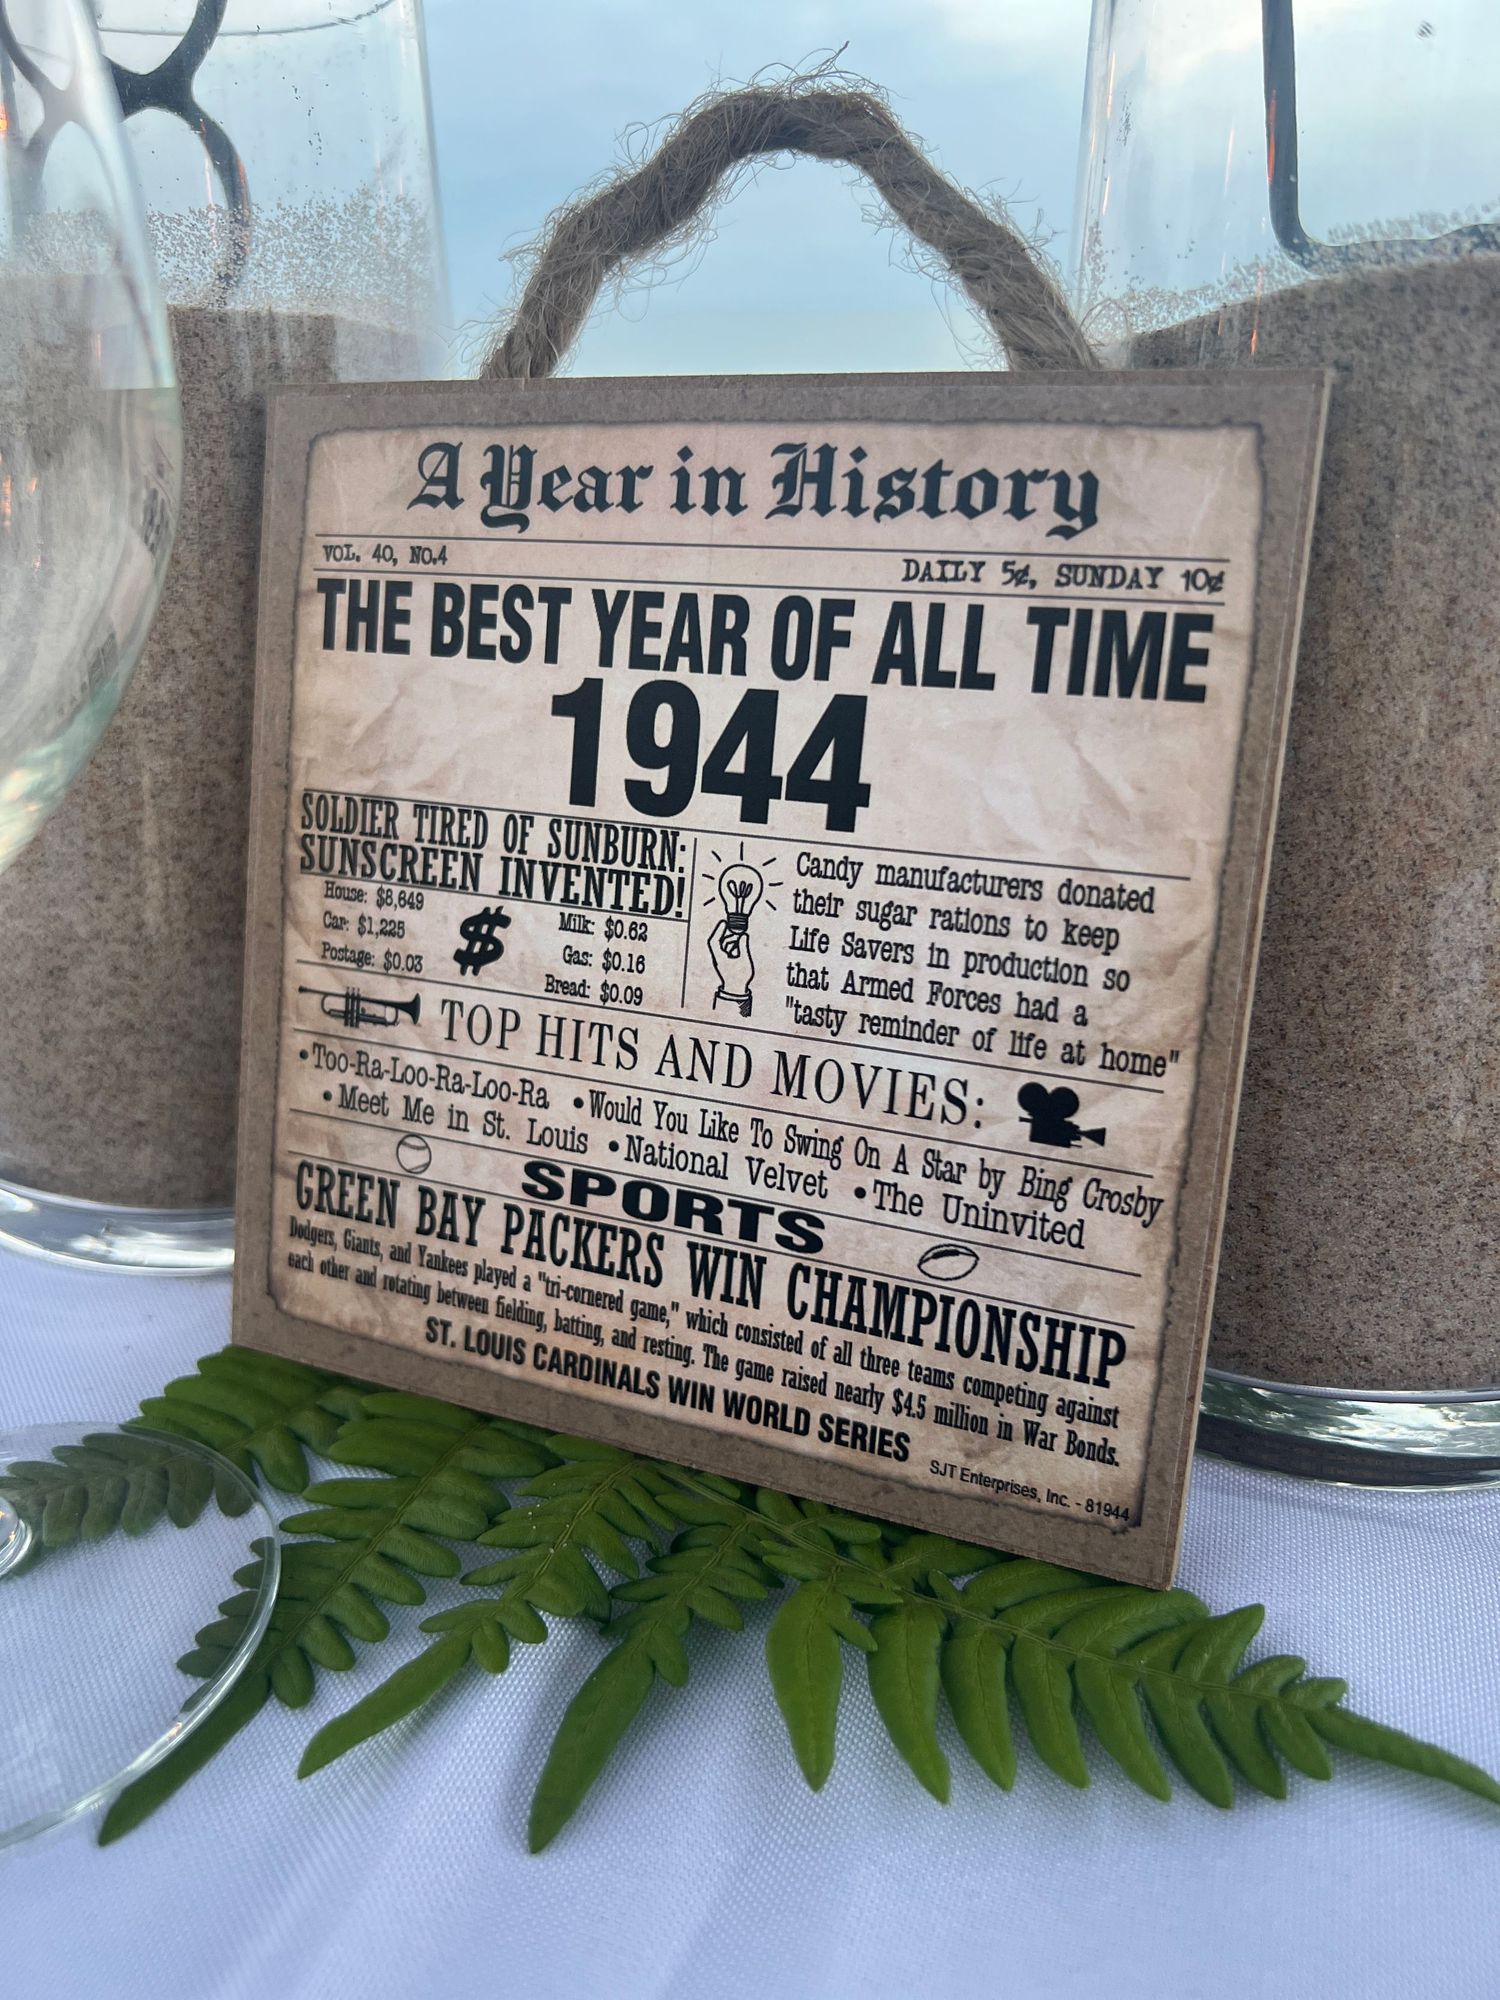 A Year in History
VOL. 40, NO.4
DAILY 5¢, SUNDAY 10¢
THE BEST YEAR OF ALL TIME
1944
SOLDIER TIRED OF SUNBURN:
SUNSCREEN INVENTED!
House: $8,649
Car: $1,225
Postage: $0.03
$
Milk: $0.62
Gas: $0.16
Bread: $0.09
Candy manufacturers donated
their sugar rations to keep
Life Savers in production so
that Armed Forces had a
"tasty reminder of life at home"
TOP HITS AND MOVIES:
•Too-Ra-Loo-Ra-Loo-Ra •Would You Like To Swing On A Star by Bing Crosby
•Meet Me in St. Louis •National Velvet •The Uninvited
SPORTS
GREEN BAY PACKERS WIN CHAMPIONSHIP
Dodgers, Giants, and Yankees played a "tri-cornered game," which consisted of all three teams competing against
each other and rotating between fielding, batting, and resting. The game raised nearly $4.5 million in War Bonds.
ST. LOUIS CARDINALS WIN WORLD SERIES
SJT Enterprises, Inc. - 81944